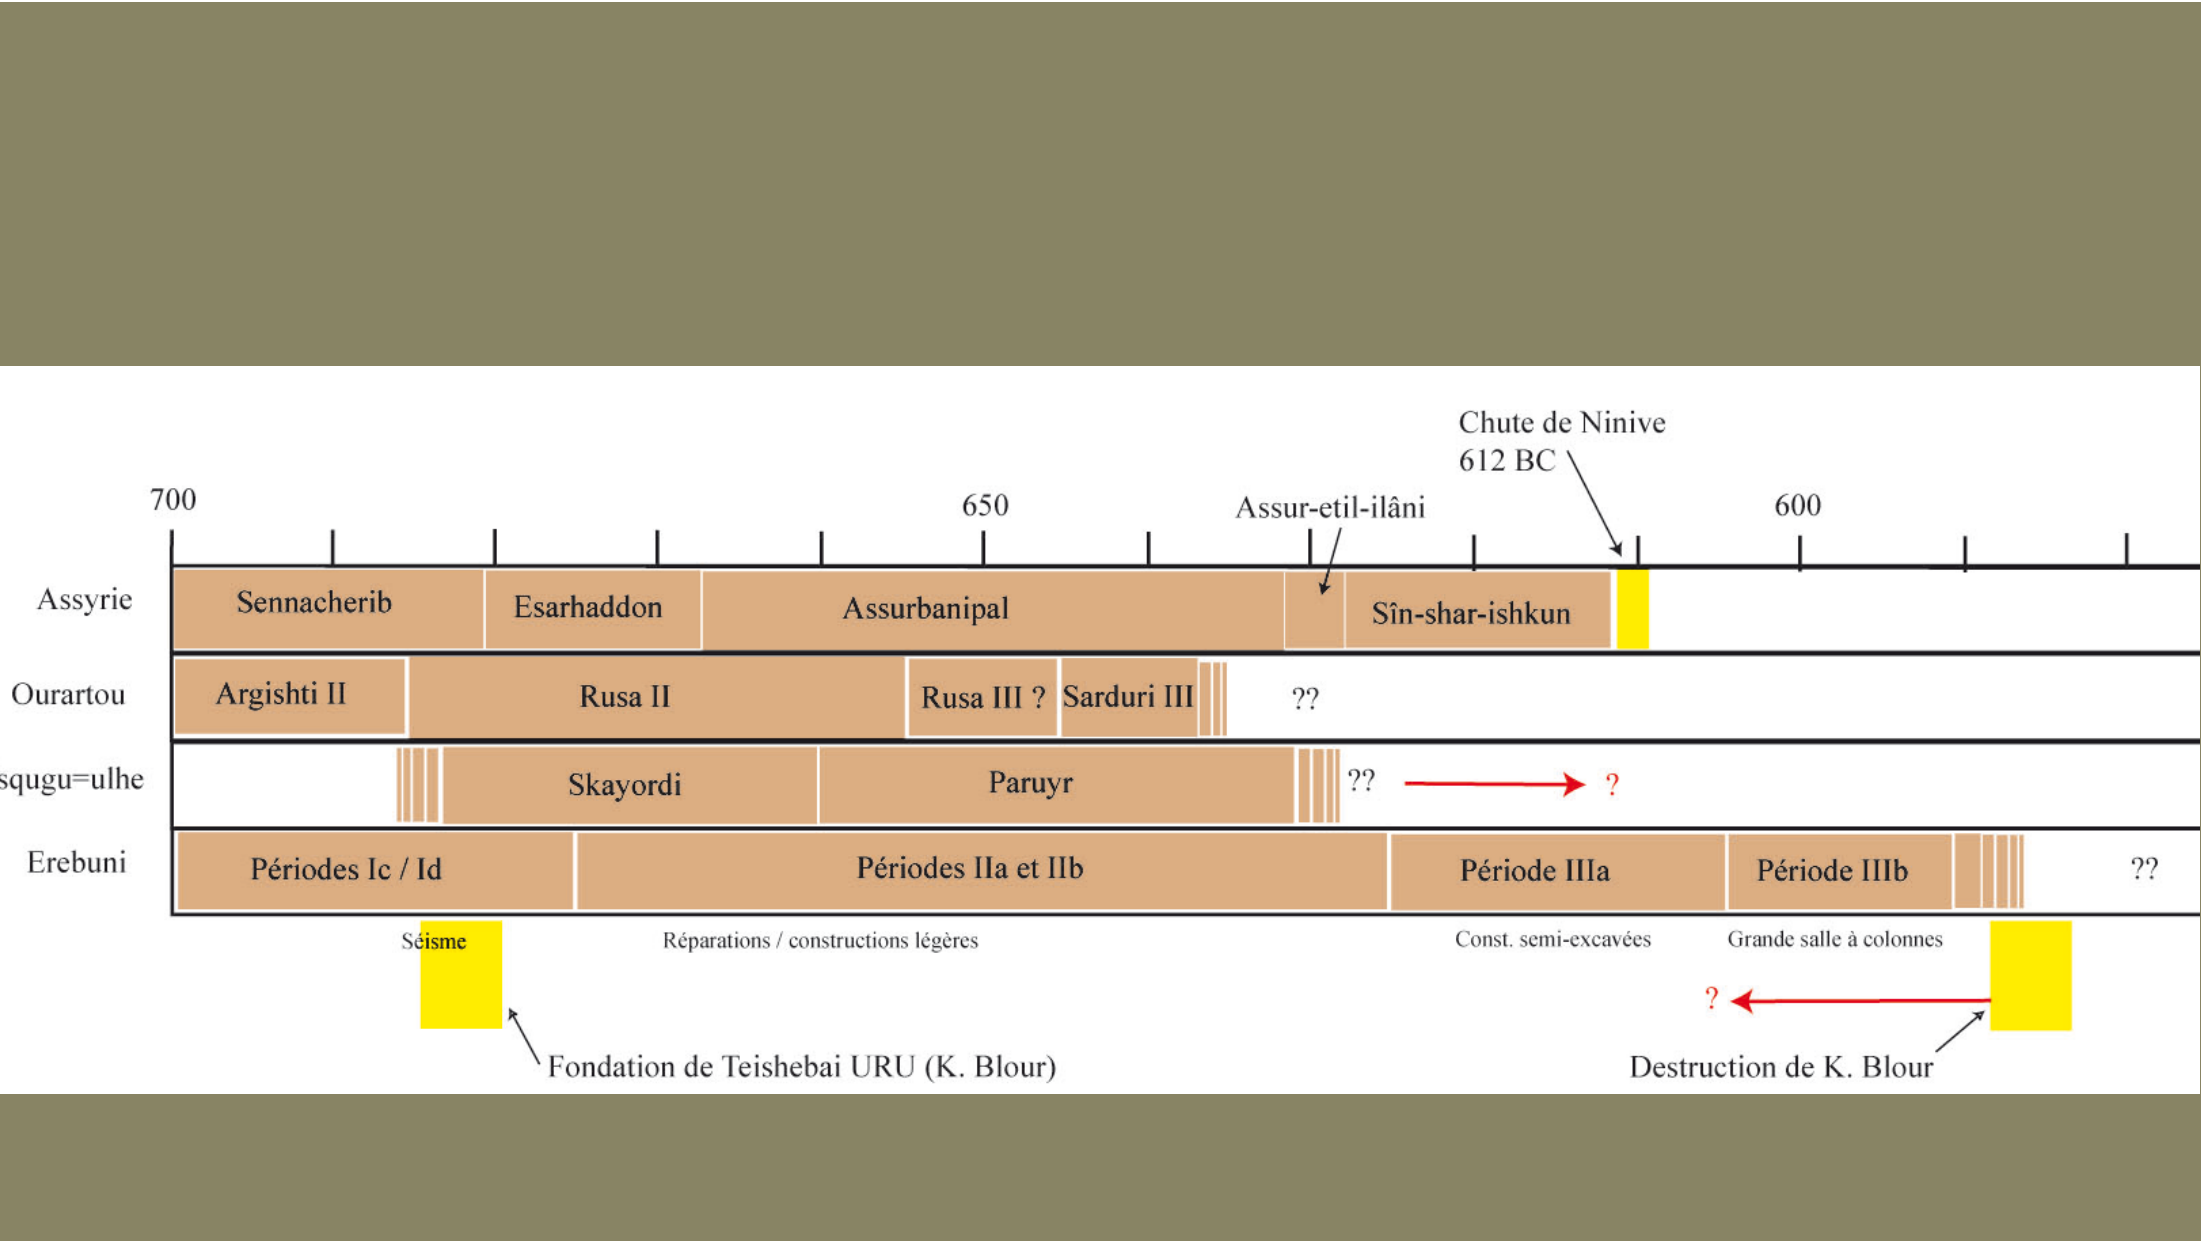 Chute de Ninive
612 BC
700
650
600
Assur-etil-ilâni
Assyrie
Sennacherib
Esarhaddon
Assurbanipal
Sîn-shar-ishkun
Ourartou
Argishti II
Rusa II
Rusa III ?
Sarduri III
??
squgu=ulhe
Skayordi
Paruyr
??
?
Erebuni
Périodes Ic / Id
Périodes IIa et IIb
Période IIIa
Période IIIb
??
Séisme
Réparations / constructions légères
Const. semi-excavées
Grande salle à colonnes
?
Fondation de Teishebai URU (K. Blour)
Destruction de K. Blour